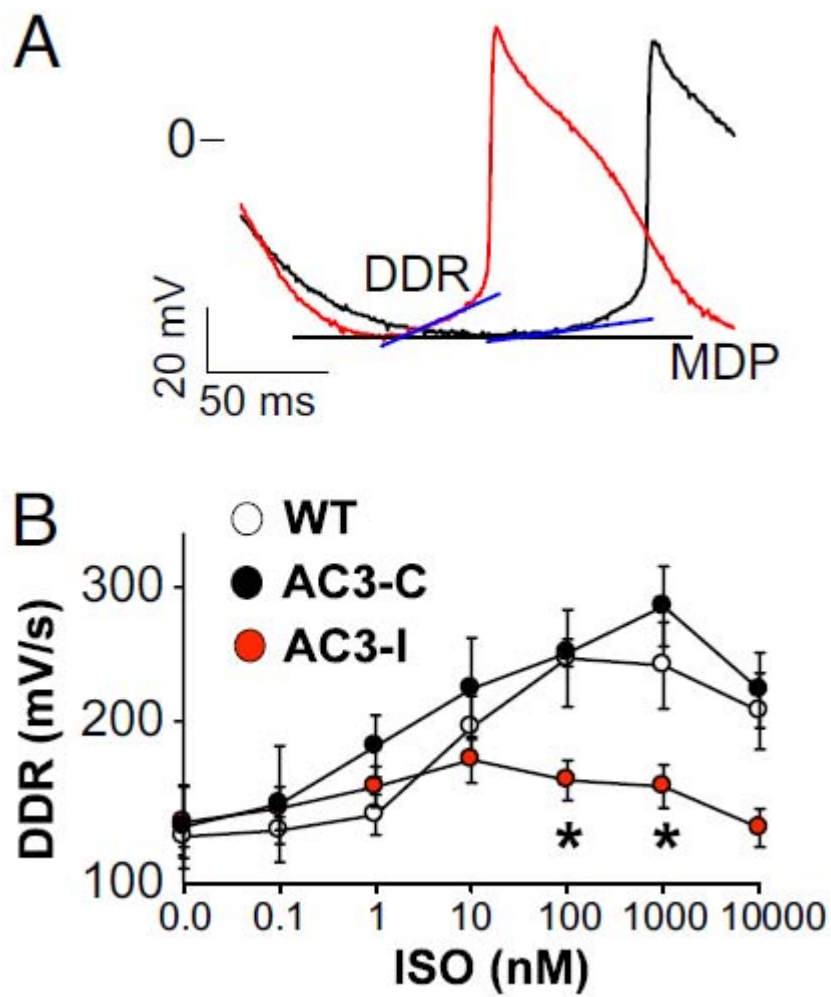 A
0
DDR
MDP
20 mV
50 ms
B
WT
AC3-C
AC3-I
DDR (mV/s)
300
200
100
* *
0.0 0.1 1 10 100 1000 10000
ISO (nM)